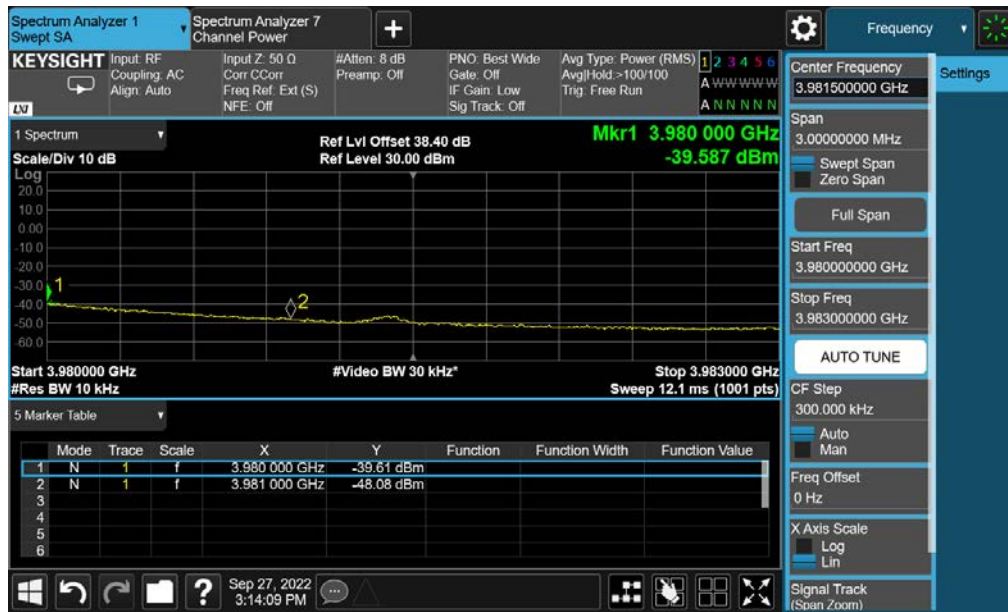 Spectrum Analyzer 1
Swept SA
Spectrum Analyzer 7
Channel Power
+
Frequency
KEYSIGHT
LXI
Input: RF
Coupling: AC
Align: Auto
Input Z: 50 Ω
Corr CCorr
Freq Ref: Ext (S)
NFE: Off
#Atten: 8 dB
Preamp: Off
PNO: Best Wide
Gate: Off
IF Gain: Low
Sig Track: Off
Avg Type: Power (RMS)
Avg|Hold:>100/100
Trig: Free Run
1 2 3 4 5 6
A W W W W W
A N N N N N
1 Spectrum
Scale/Div 10 dB
Ref Lvl Offset 38.40 dB
Ref Level 30.00 dBm
Mkr1 3.980 000 GHz
-39.587 dBm
Log
20.0
10.0
0.00
-10.0
-20.0
-30.0
-40.0
-50.0
-60.0
1
2
Start 3.980000 GHz
#Res BW 10 kHz
#Video BW 30 kHz*
Stop 3.983000 GHz
Sweep 12.1 ms (1001 pts)
5 Marker Table
Mode Trace Scale X Y Function Function Width Function Value
1 N 1 f 3.980 000 GHz -39.61 dBm
2 N 1 f 3.981 000 GHz -48.08 dBm
3
4
5
6
?
Sep 27, 2022
3:14:09 PM
Center Frequency
3.981500000 GHz
Settings
Span
3.00000000 MHz
Swept Span
Zero Span
Full Span
Start Freq
3.980000000 GHz
Stop Freq
3.983000000 GHz
AUTO TUNE
CF Step
300.000 kHz
Auto
Man
Freq Offset
0 Hz
X Axis Scale
Log
Lin
Signal Track
(Span Zoom)